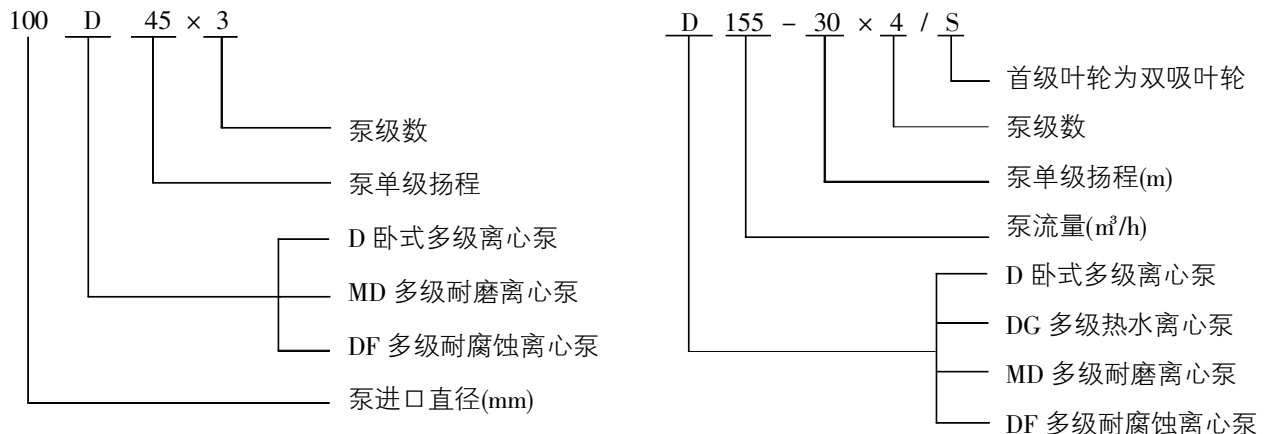 100 D 45 × 3
泵级数
泵单级扬程
D 卧式多级离心泵
MD 多级耐磨离心泵
DF 多级耐腐蚀离心泵
泵进口直径(mm)
D 155 - 30 × 4 / S
首级叶轮为双吸叶轮
泵级数
泵单级扬程(m)
泵流量(m³/h)
D 卧式多级离心泵
DG 多级热水离心泵
MD 多级耐磨离心泵
DF 多级耐腐蚀离心泵